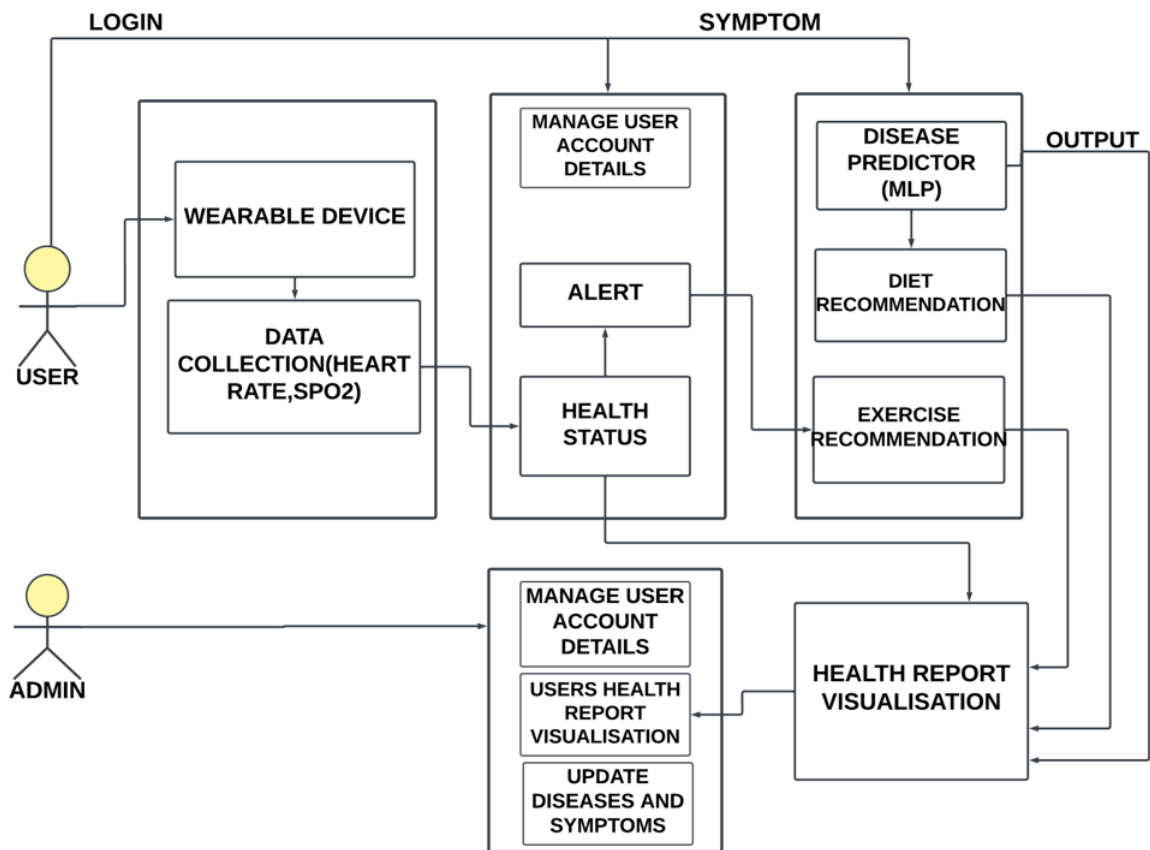 LOGIN
SYMPTOM
MANAGE USER
ACCOUNT
DETAILS
DISEASE
PREDICTOR
(MLP)
OUTPUT
WEARABLE DEVICE
ALERT
DIET
RECOMMENDATION
DATA
COLLECTION(HEART
RATE,SPO2)
USER
HEALTH
STATUS
EXERCISE
RECOMMENDATION
MANAGE USER
ACCOUNT
DETAILS
ADMIN
USERS HEALTH
REPORT
VISUALISATION
HEALTH REPORT
VISUALISATION
UPDATE
DISEASES AND
SYMPTOMS